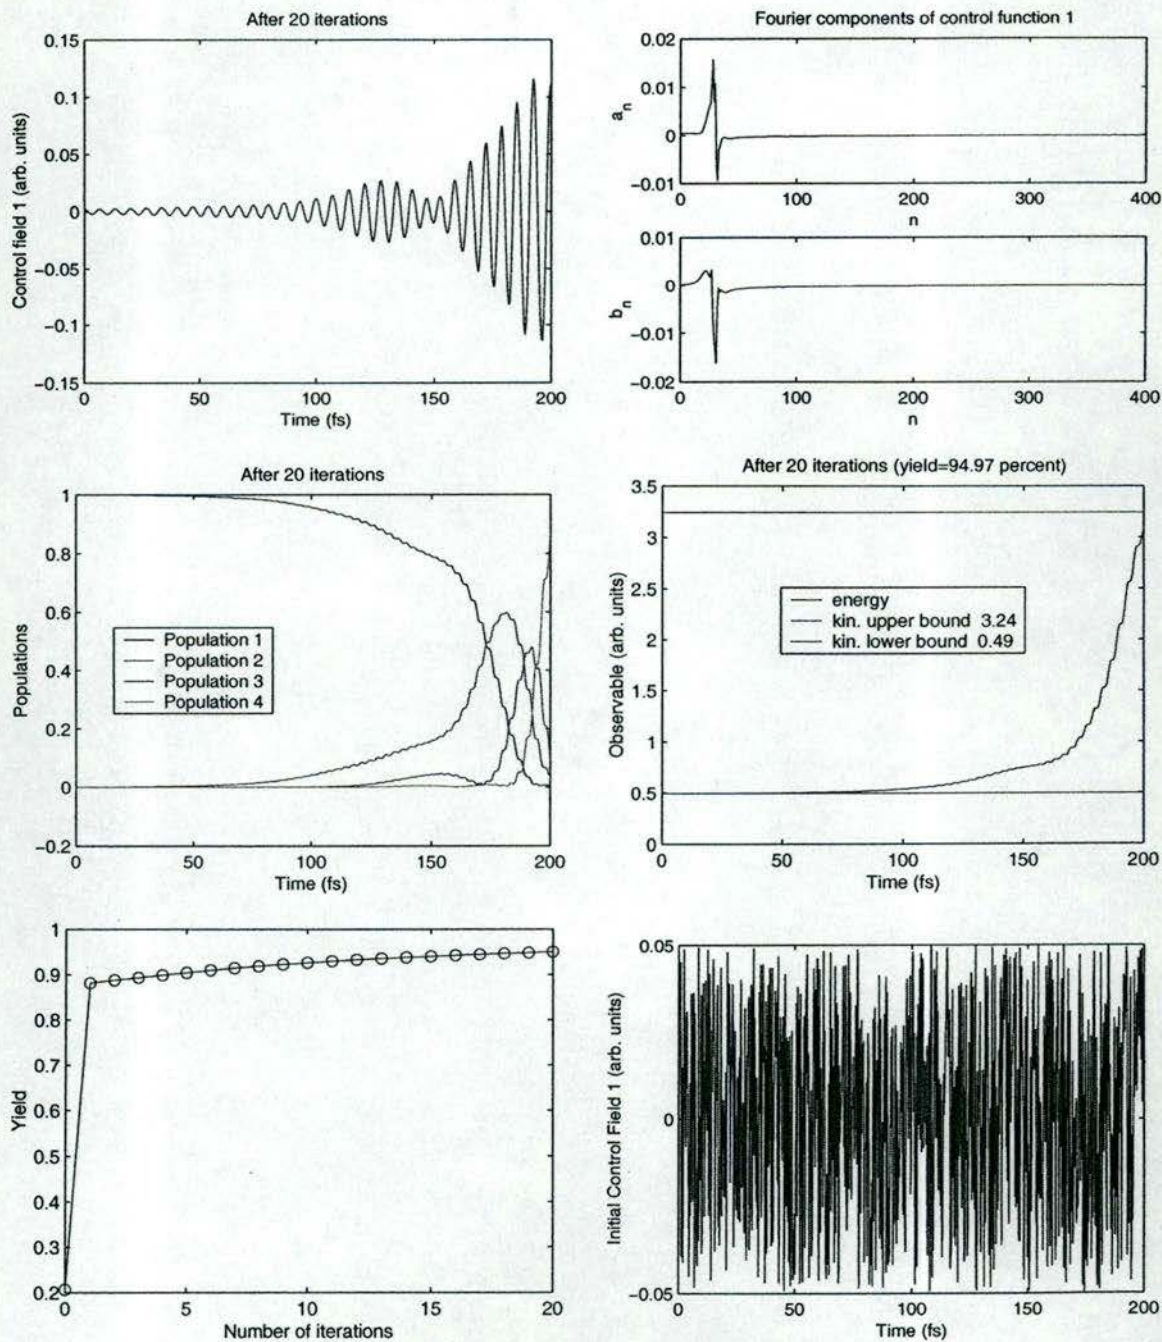 After 20 iterations
0.15
0.1
0.05
0
−0.05
−0.1
−0.15
Control field 1 (arb. units)
0 50 100 150 200
Time (fs)
Fourier components of control function 1
0.02
0.01
0
−0.01
a_n
0 100 200 300 400
n
0.01
0
−0.01
−0.02
b_n
0 100 200 300 400
n
After 20 iterations
1
0.8
0.6
0.4
0.2
0
−0.2
Populations
Population 1
Population 2
Population 3
Population 4
0 50 100 150 200
Time (fs)
After 20 iterations (yield=94.97 percent)
3.5
3
2.5
2
1.5
1
0.5
0
Observable (arb. units)
energy
kin. upper bound 3.24
kin. lower bound 0.49
0 50 100 150 200
Time (fs)
1
0.9
0.8
0.7
0.6
0.5
0.4
0.3
0.2
Yield
0 5 10 15 20
Number of iterations
0.05
0
−0.05
Initial Control Field 1 (arb. units)
0 50 100 150 200
Time (fs)